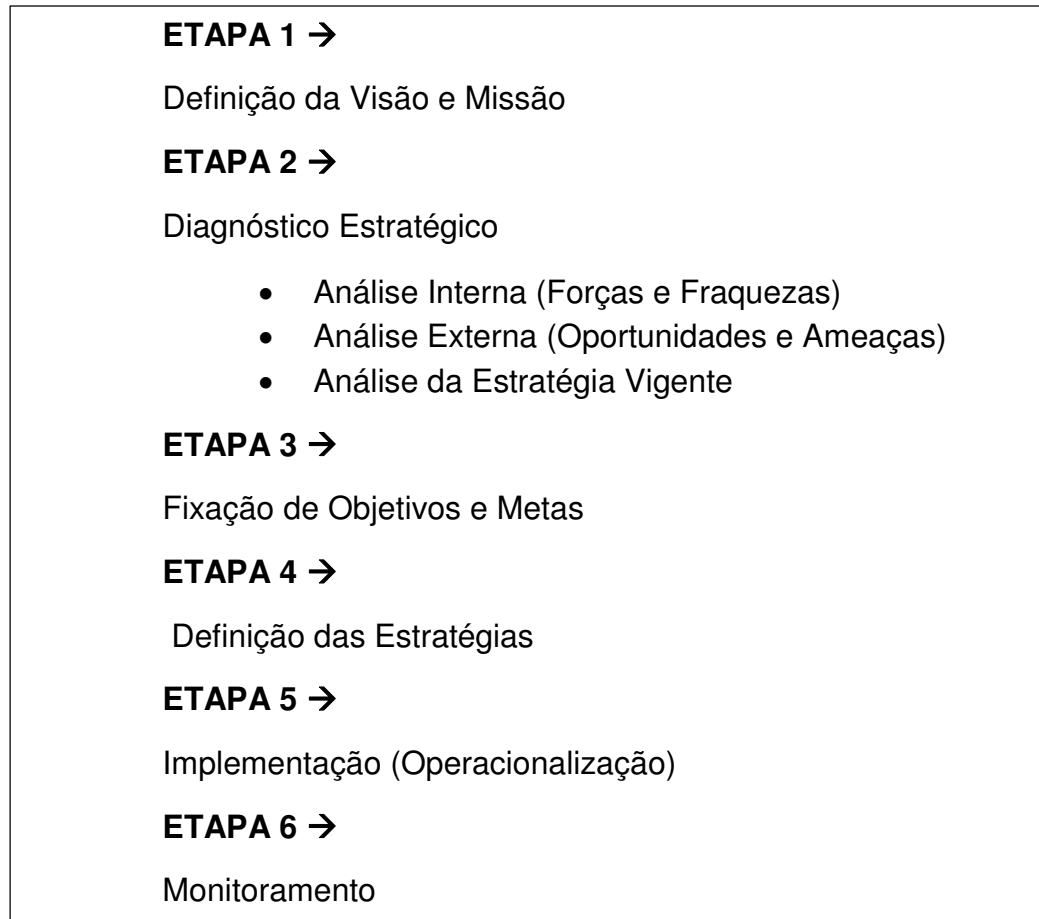 ETAPA 1 →
Definição da Visão e Missão
ETAPA 2 →
Diagnóstico Estratégico
• Análise Interna (Forças e Fraquezas)
• Análise Externa (Oportunidades e Ameaças)
• Análise da Estratégia Vigente
ETAPA 3 →
Fixação de Objetivos e Metas
ETAPA 4 →
Definição das Estratégias
ETAPA 5 →
Implementação (Operacionalização)
ETAPA 6 →
Monitoramento